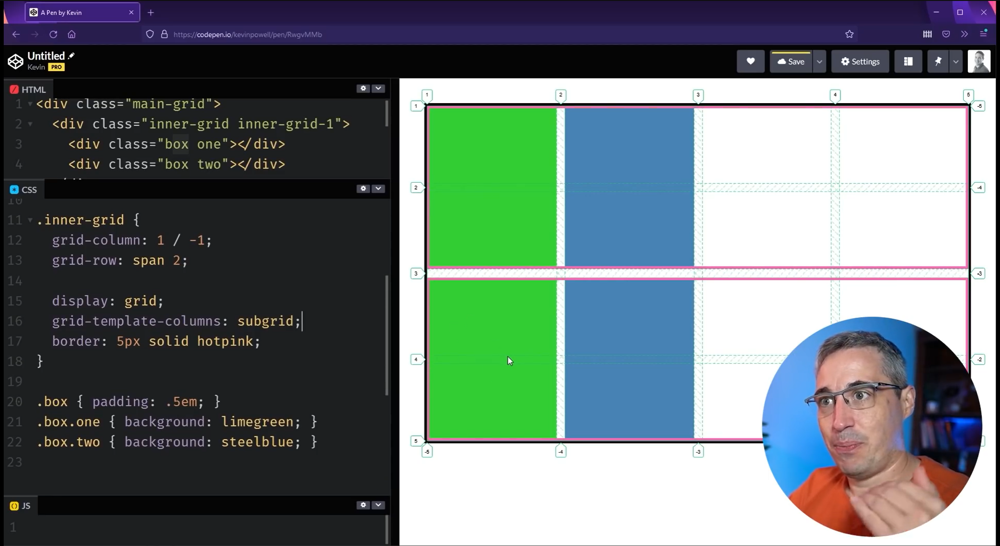 A Pen by Kevin
https://codepen.io/kevinpowell/pen/RwgvMMb
Untitled
Kevin PRO
Save
Settings
HTML
1 <div class="main-grid">
2 <div class="inner-grid inner-grid-1">
3 <div class="box one"></div>
4 <div class="box two"></div>
CSS
10
11 .inner-grid {
12 grid-column: 1 / -1;
13 grid-row: span 2;
14
15 display: grid;
16 grid-template-columns: subgrid;
17 border: 5px solid hotpink;
18 }
19
20 .box { padding: .5em; }
21 .box.one { background: limegreen; }
22 .box.two { background: steelblue; }
23
JS
1
1 2 3 4 5
1 -5
2 -4
3 -3
4 -2
5
-5 -4 -3